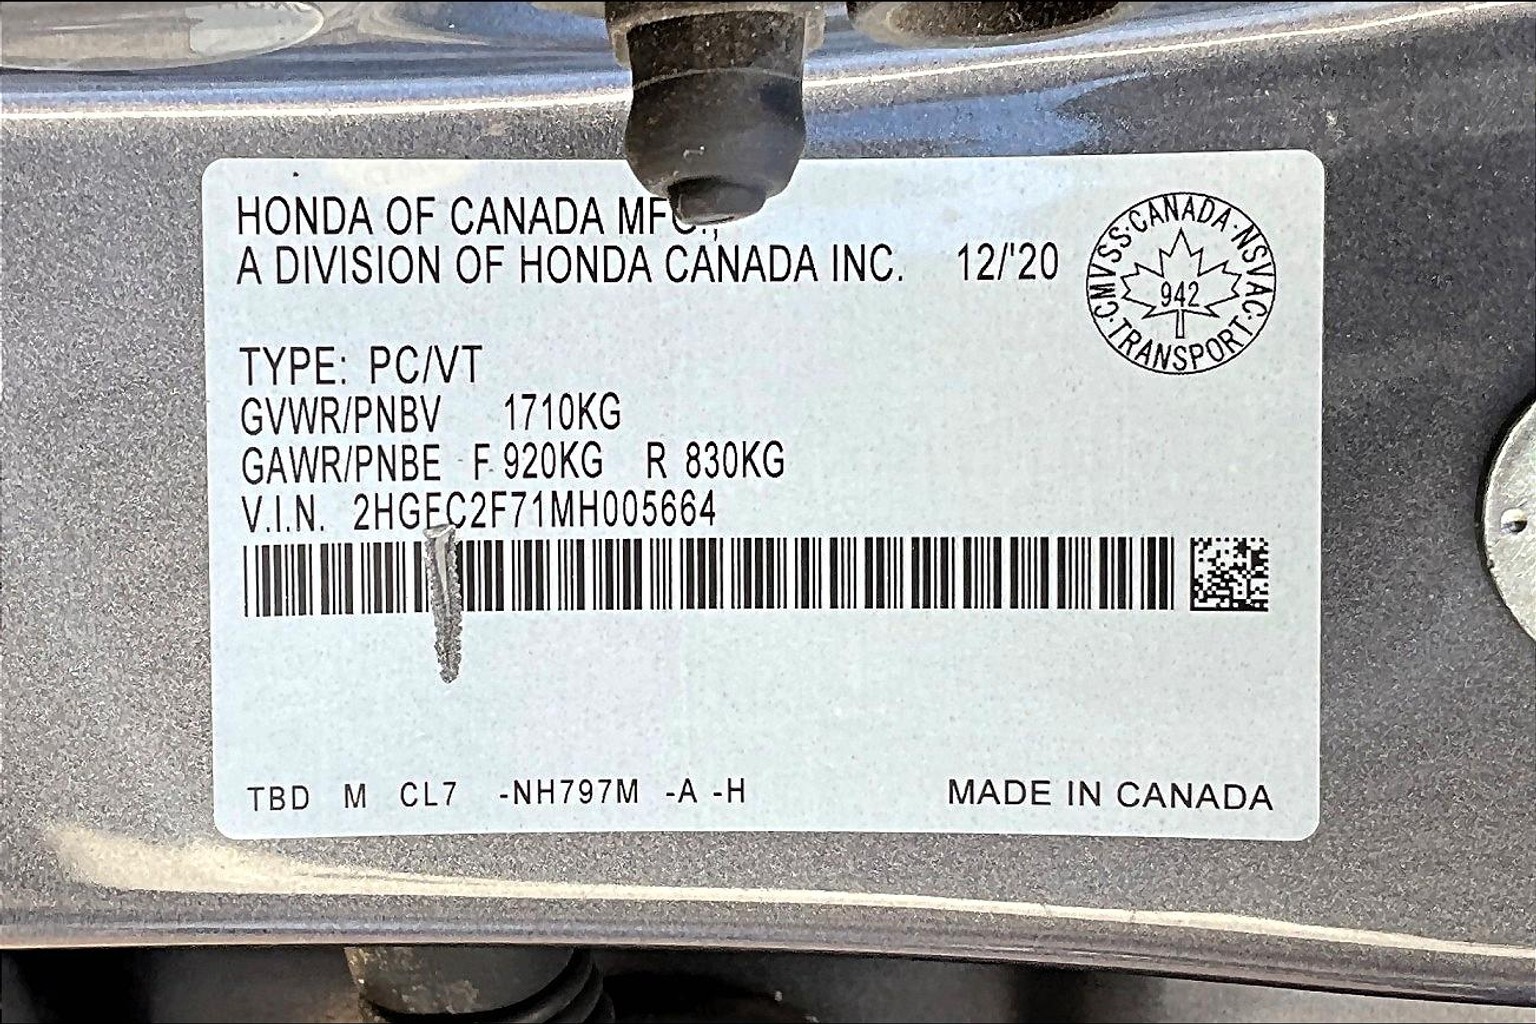 HONDA OF CANADA MFG.,
A DIVISION OF HONDA CANADA INC. 12/'20
CMVSS·CANADA·NSVAC·TRANSPORT·
942
TYPE: PC/VT
GVWR/PNBV 1710KG
GAWR/PNBE F 920KG R 830KG
V.I.N. 2HGFC2F71MH005664
TBD M CL7 -NH797M -A -H MADE IN CANADA